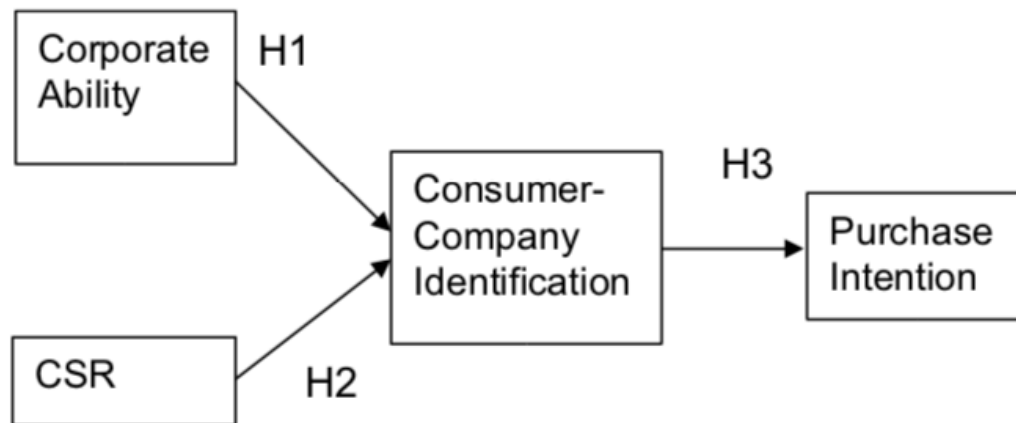 Corporate
Ability
H1
Consumer-
Company
Identification
H3
Purchase
Intention
CSR
H2